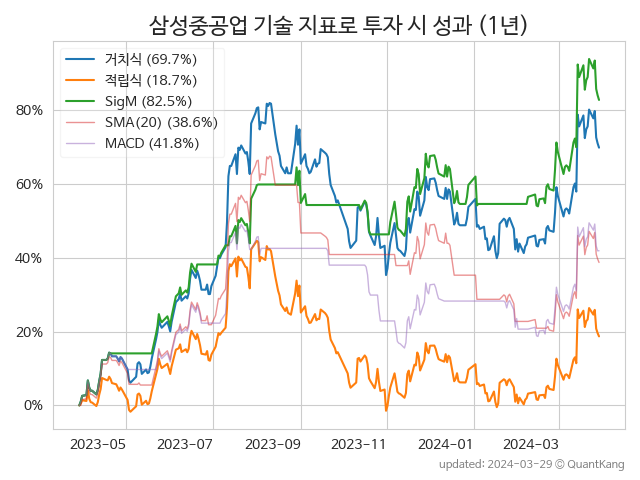 삼성중공업 기술 지표로 투자 시 성과 (1년)
거치식 (69.7%)
적립식 (18.7%)
SigM (82.5%)
SMA(20) (38.6%)
MACD (41.8%)
80%
60%
40%
20%
0%
2023-05 2023-07 2023-09 2023-11 2024-01 2024-03
updated: 2024-03-29 © QuantKang